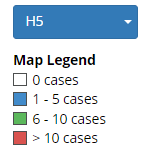 H5
Map Legend
0 cases
1 - 5 cases
6 - 10 cases
> 10 cases